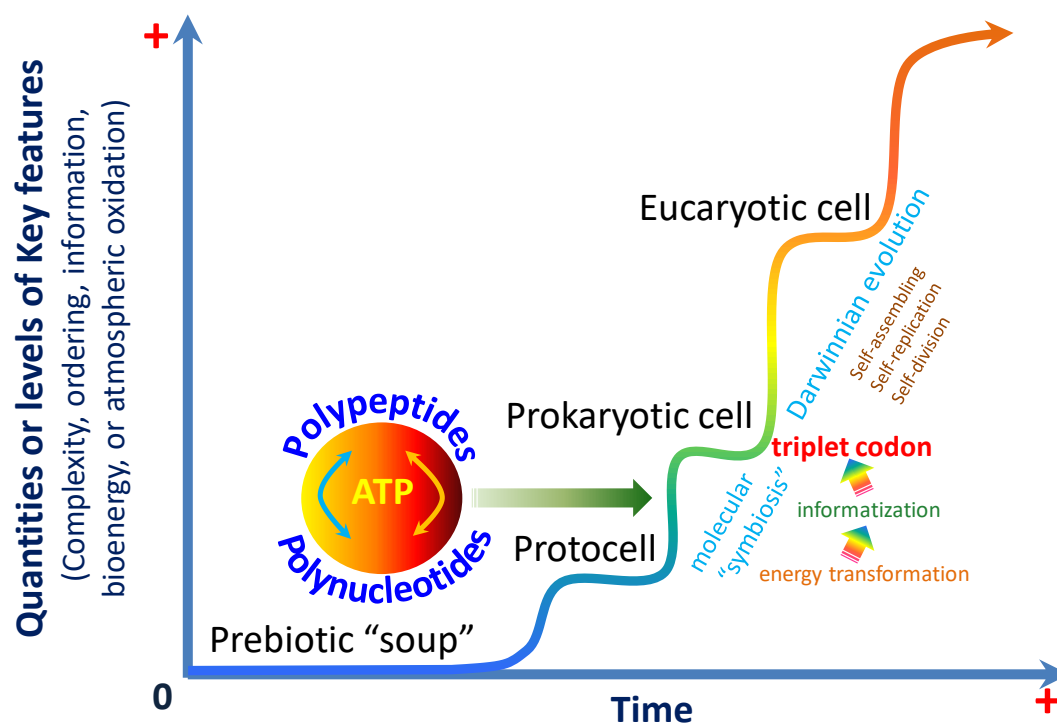 +
Quantities or levels of Key features
(Complexity, ordering, information,
bioenergy, or atmospheric oxidation)
Eucaryotic cell
Darwinnian evolution
Self-assembling
Self-replication
Self-division
Prokaryotic cell
Polypeptides
ATP
Polynucleotides
triplet codon
molecular
“symbiosis”
informatization
energy transformation
Protocell
Prebiotic “soup”
0
Time
+